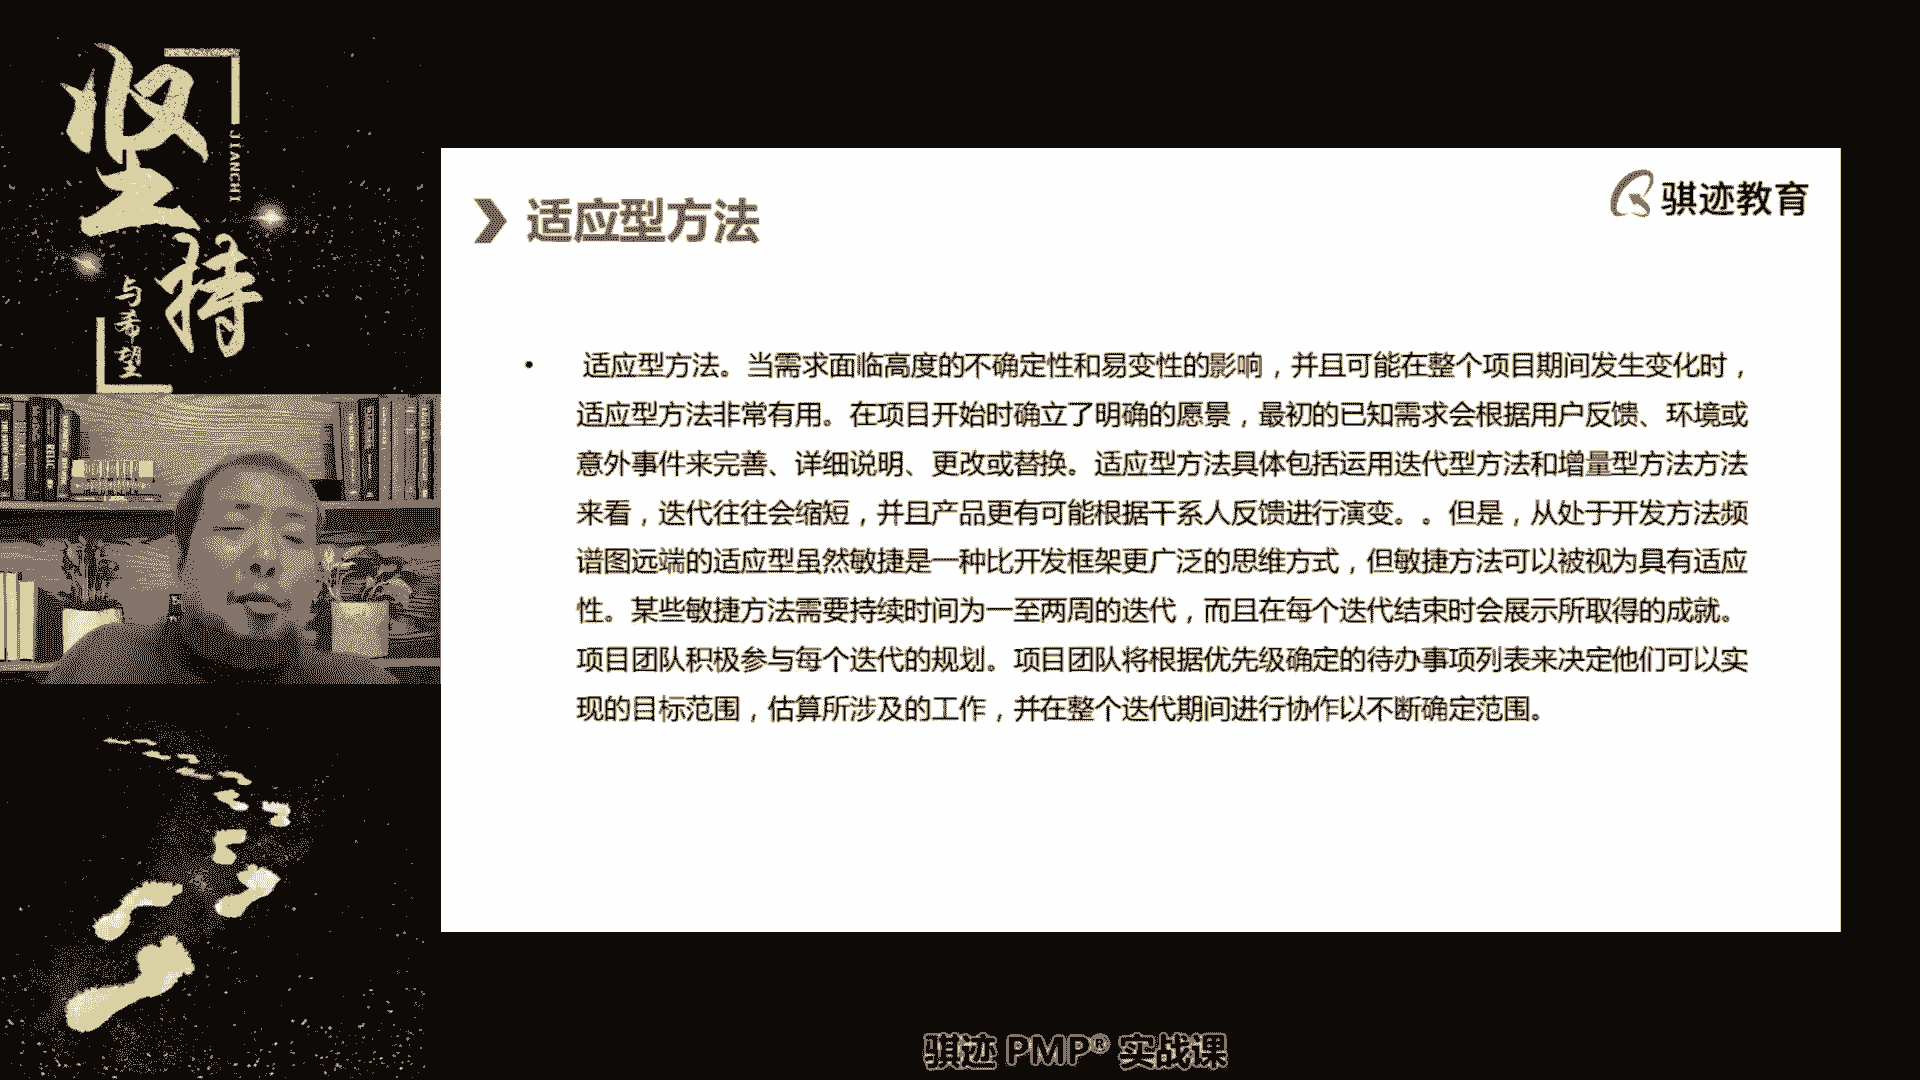 坚持
JIANCHI
与希望
骐迹教育
适应型方法
• 适应型方法。当需求面临高度的不确定性和易变性的影响，并且可能在整个项目期间发生变化时，
适应型方法非常有用。在项目开始时确立了明确的愿景，最初的已知需求会根据用户反馈、环境或
意外事件来完善、详细说明、更改或替换。适应型方法具体包括运用迭代型方法和增量型方法方法
来看，迭代往往会缩短，并且产品更有可能根据干系人反馈进行演变。。但是，从处于开发方法频
谱图远端的适应型虽然敏捷是一种比开发框架更广泛的思维方式，但敏捷方法可以被视为具有适应
性。某些敏捷方法需要持续时间为一至两周的迭代，而且在每个迭代结束时会展示所取得的成就。
项目团队积极参与每个迭代的规划。项目团队将根据优先级确定的待办事项列表来决定他们可以实
现的目标范围，估算所涉及的工作，并在整个迭代期间进行协作以不断确定范围。
骐迹 PMP® 实战课